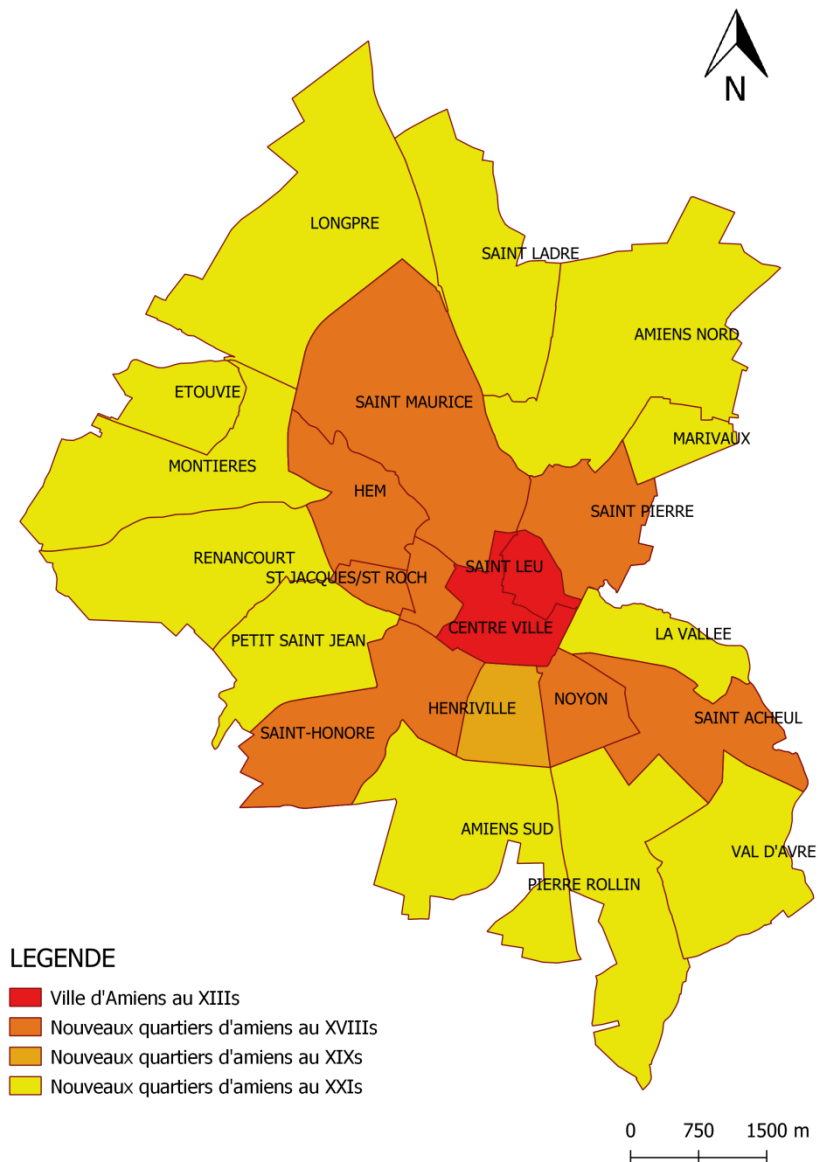 N
LONGPRE
SAINT LADRE
AMIENS NORD
ETOUVIE
SAINT MAURICE
MARIVAUX
MONTIERES
HEM
SAINT PIERRE
RENANCOURT
SAINT LEU
ST JACQUES/ST ROCH
CENTRE VILLE
LA VALLEE
PETIT SAINT JEAN
HENRIVILLE
NOYON
SAINT ACHEUL
SAINT-HONORE
AMIENS SUD
VAL D'AVRE
PIERRE ROLLIN
LEGENDE
Ville d'Amiens au XIIIs
Nouveaux quartiers d'amiens au XVIIIs
Nouveaux quartiers d'amiens au XIXs
Nouveaux quartiers d'amiens au XXIs
0 750 1500 m